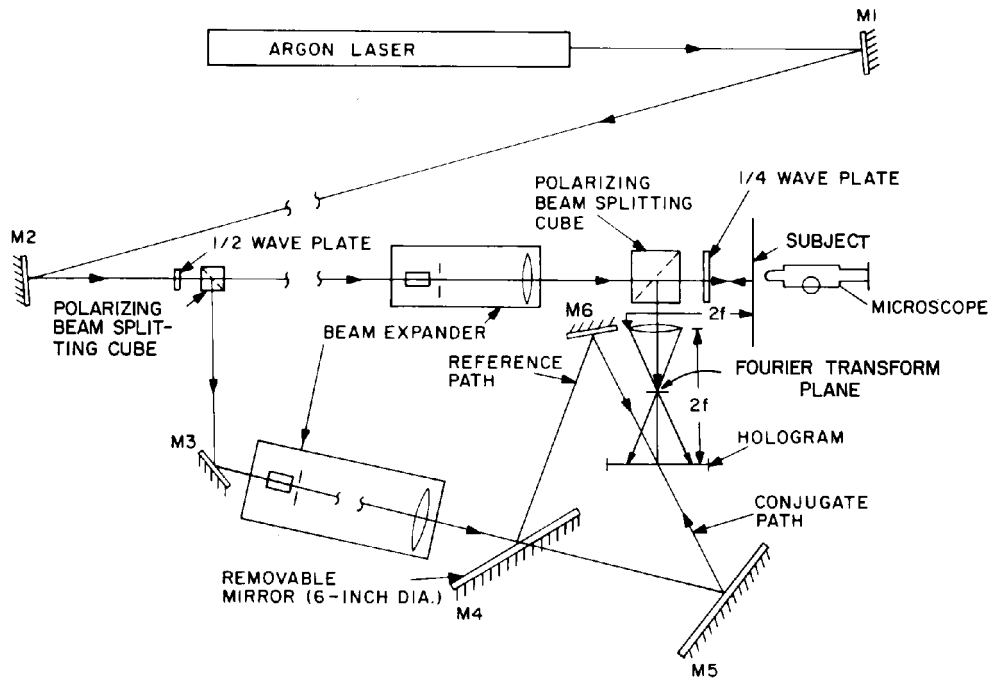 M1
ARGON LASER
POLARIZING
BEAM SPLITTING
CUBE
1/4 WAVE PLATE
M2
1/2 WAVE PLATE
SUBJECT
MICROSCOPE
POLARIZING
BEAM SPLIT-
TING CUBE
BEAM EXPANDER
M6
2f
REFERENCE
PATH
FOURIER TRANSFORM
PLANE
2f
HOLOGRAM
M3
CONJUGATE
PATH
REMOVABLE
MIRROR (6-INCH DIA.)
M4
M5